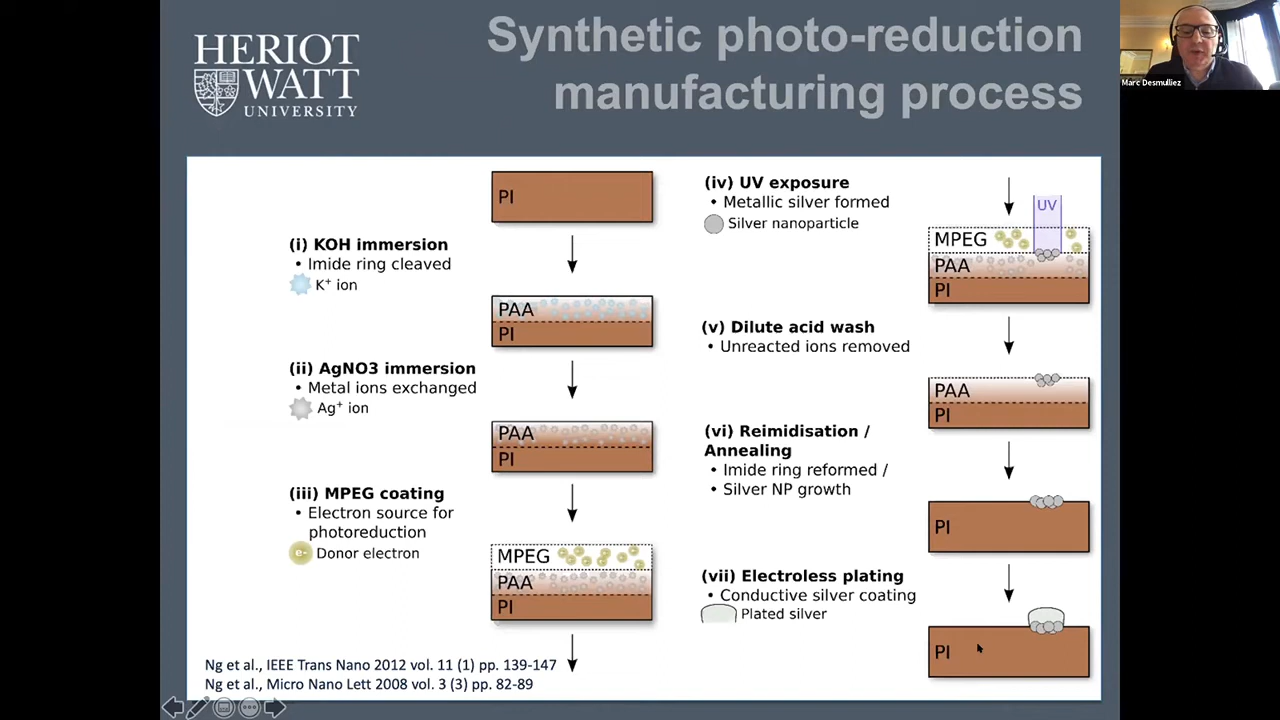 HERIOT
WATT
UNIVERSITY
Synthetic photo-reduction
manufacturing process
Marc Desmulliez
PI
(i) KOH immersion
• Imide ring cleaved
K⁺ ion
PAA
PI
(ii) AgNO3 immersion
• Metal ions exchanged
Ag⁺ ion
PAA
PI
(iii) MPEG coating
• Electron source for
photoreduction
e- Donor electron
MPEG
PAA
PI
(iv) UV exposure
• Metallic silver formed
Silver nanoparticle
UV
MPEG
PAA
PI
(v) Dilute acid wash
• Unreacted ions removed
PAA
PI
(vi) Reimidisation /
Annealing
• Imide ring reformed /
• Silver NP growth
PI
(vii) Electroless plating
• Conductive silver coating
Plated silver
PI
Ng et al., IEEE Trans Nano 2012 vol. 11 (1) pp. 139-147
Ng et al., Micro Nano Lett 2008 vol. 3 (3) pp. 82-89